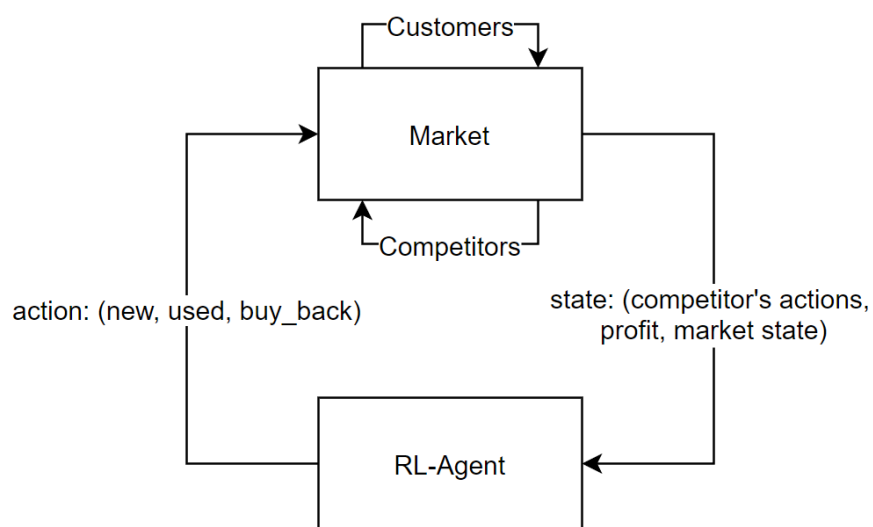 Customers
Market
Competitors
action: (new, used, buy_back)
state: (competitor's actions,
profit, market state)
RL-Agent